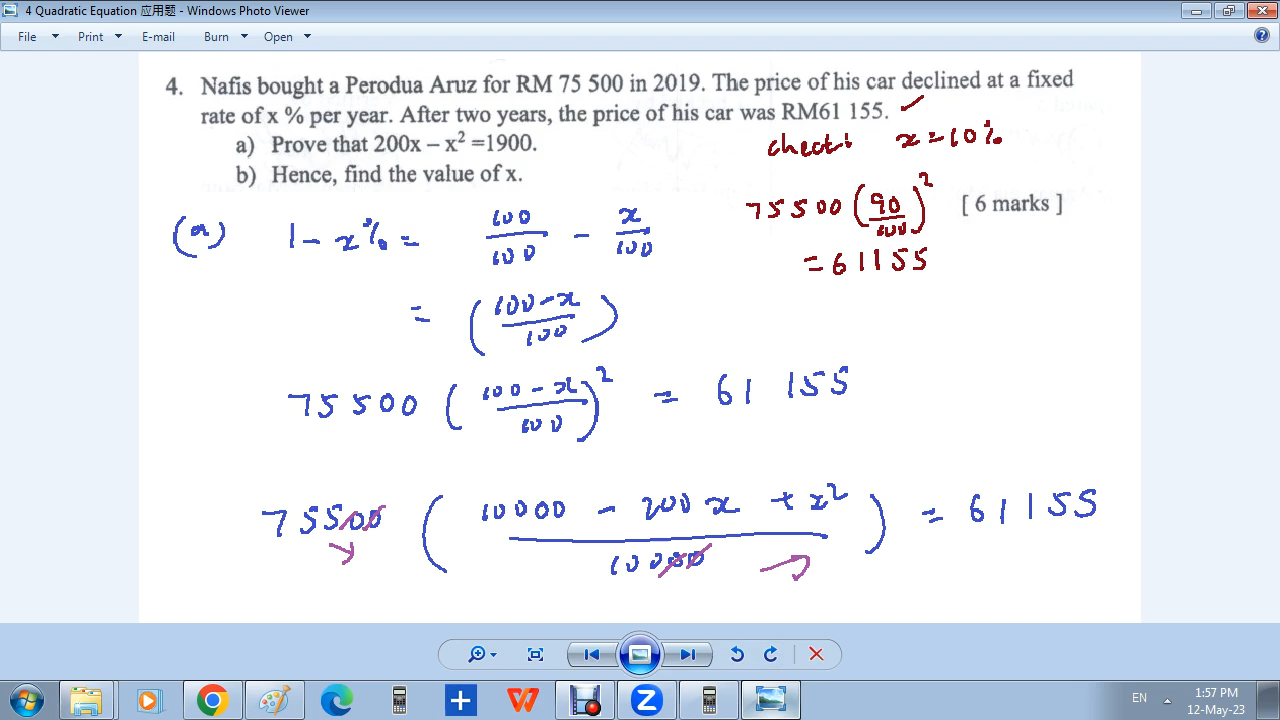 4 Quadratic Equation 应用题 - Windows Photo Viewer
File Print E-mail Burn Open
4. Nafis bought a Perodua Aruz for RM 75 500 in 2019. The price of his car declined at a fixed
rate of x % per year. After two years, the price of his car was RM61 155.
a) Prove that 200x – x² =1900.
b) Hence, find the value of x.
[ 6 marks ]
x = 10%
75500 (90/100)²
= 61155
(a) 1 - x% = 100/100 - x/100
= (100-x/100)
75500 (100-x/100)² = 61 155
75500 (10000 - 200x + x²/10000) = 61155
EN
1:57 PM
12-May-23